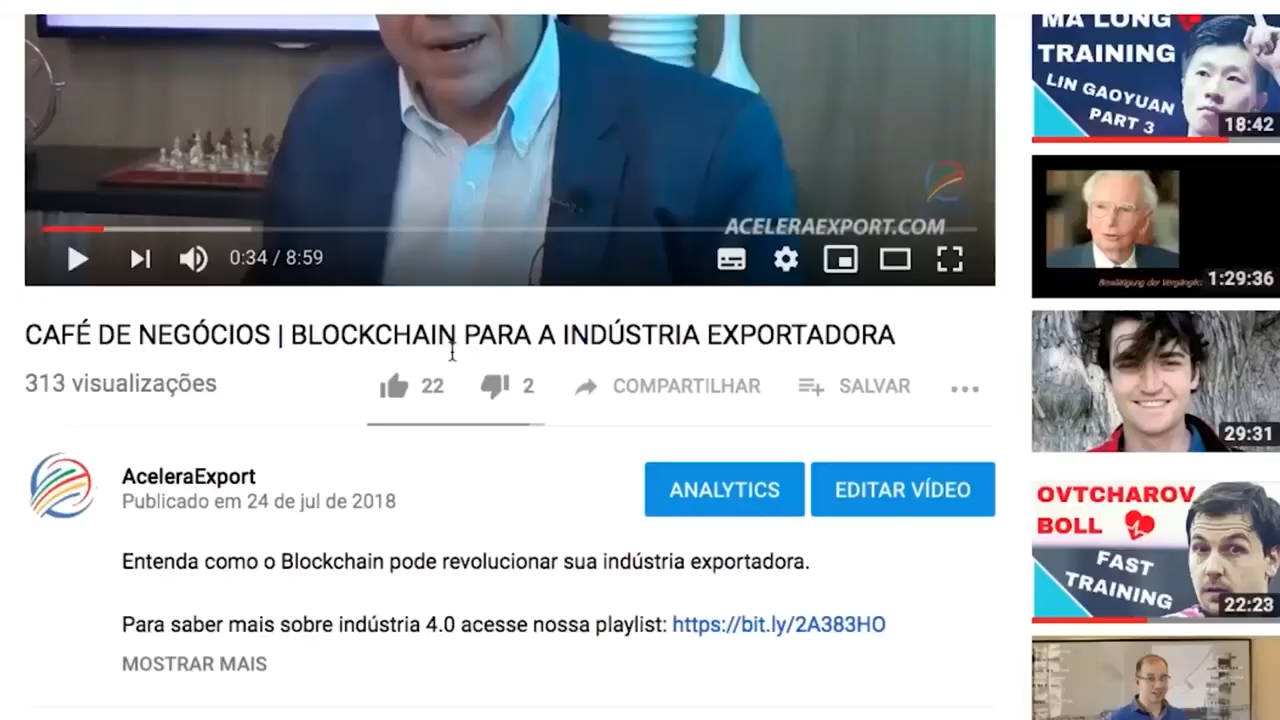 ACELERAEXPORT.COM
0:34 / 8:59
CAFÉ DE NEGÓCIOS | BLOCKCHAIN PARA A INDÚSTRIA EXPORTADORA
313 visualizações
22
2
COMPARTILHAR
SALVAR
AceleraExport
Publicado em 24 de jul de 2018
ANALYTICS
EDITAR VÍDEO
Entenda como o Blockchain pode revolucionar sua indústria exportadora.
Para saber mais sobre indústria 4.0 acesse nossa playlist: https://bit.ly/2A383HO
MOSTRAR MAIS
MA LONG
TRAINING
LIN GAOYUAN
PART 3
18:42
1:29:36
29:31
OVTCHAROV
BOLL
FAST
TRAINING
22:23